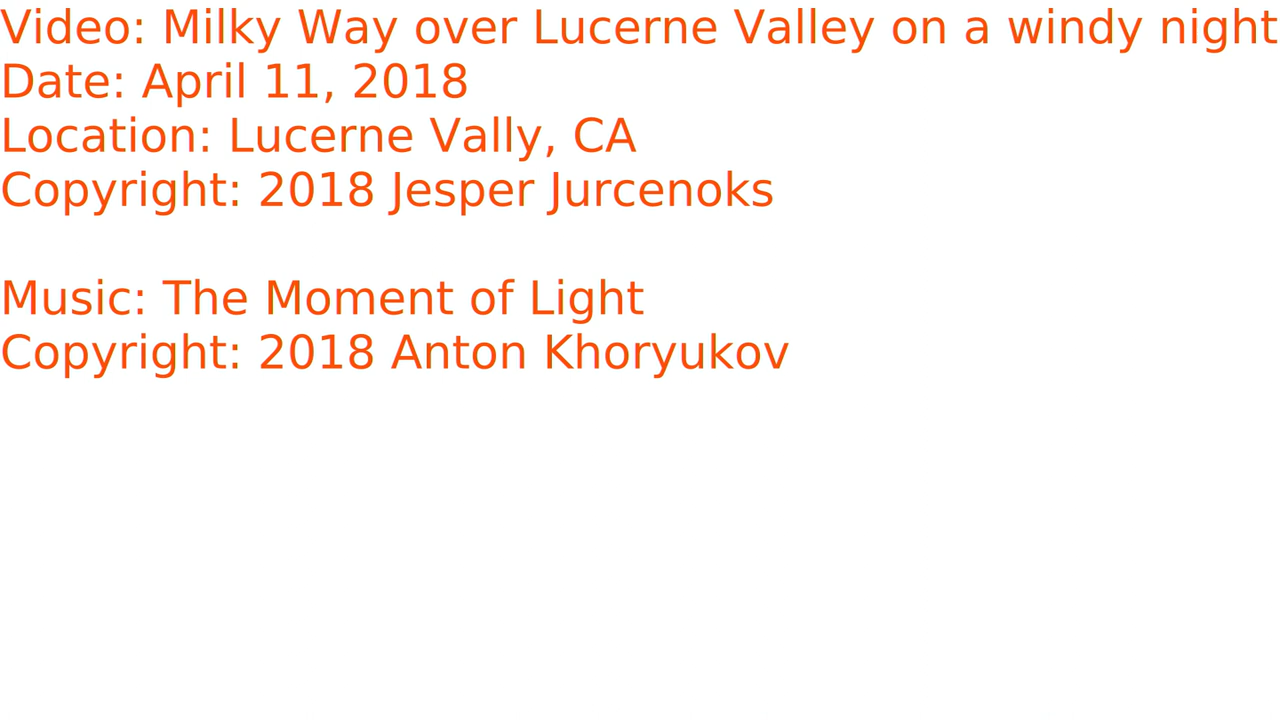 Video: Milky Way over Lucerne Valley on a windy night
Date: April 11, 2018
Location: Lucerne Vally, CA
Copyright: 2018 Jesper Jurcenoks
Music: The Moment of Light
Copyright: 2018 Anton Khoryukov